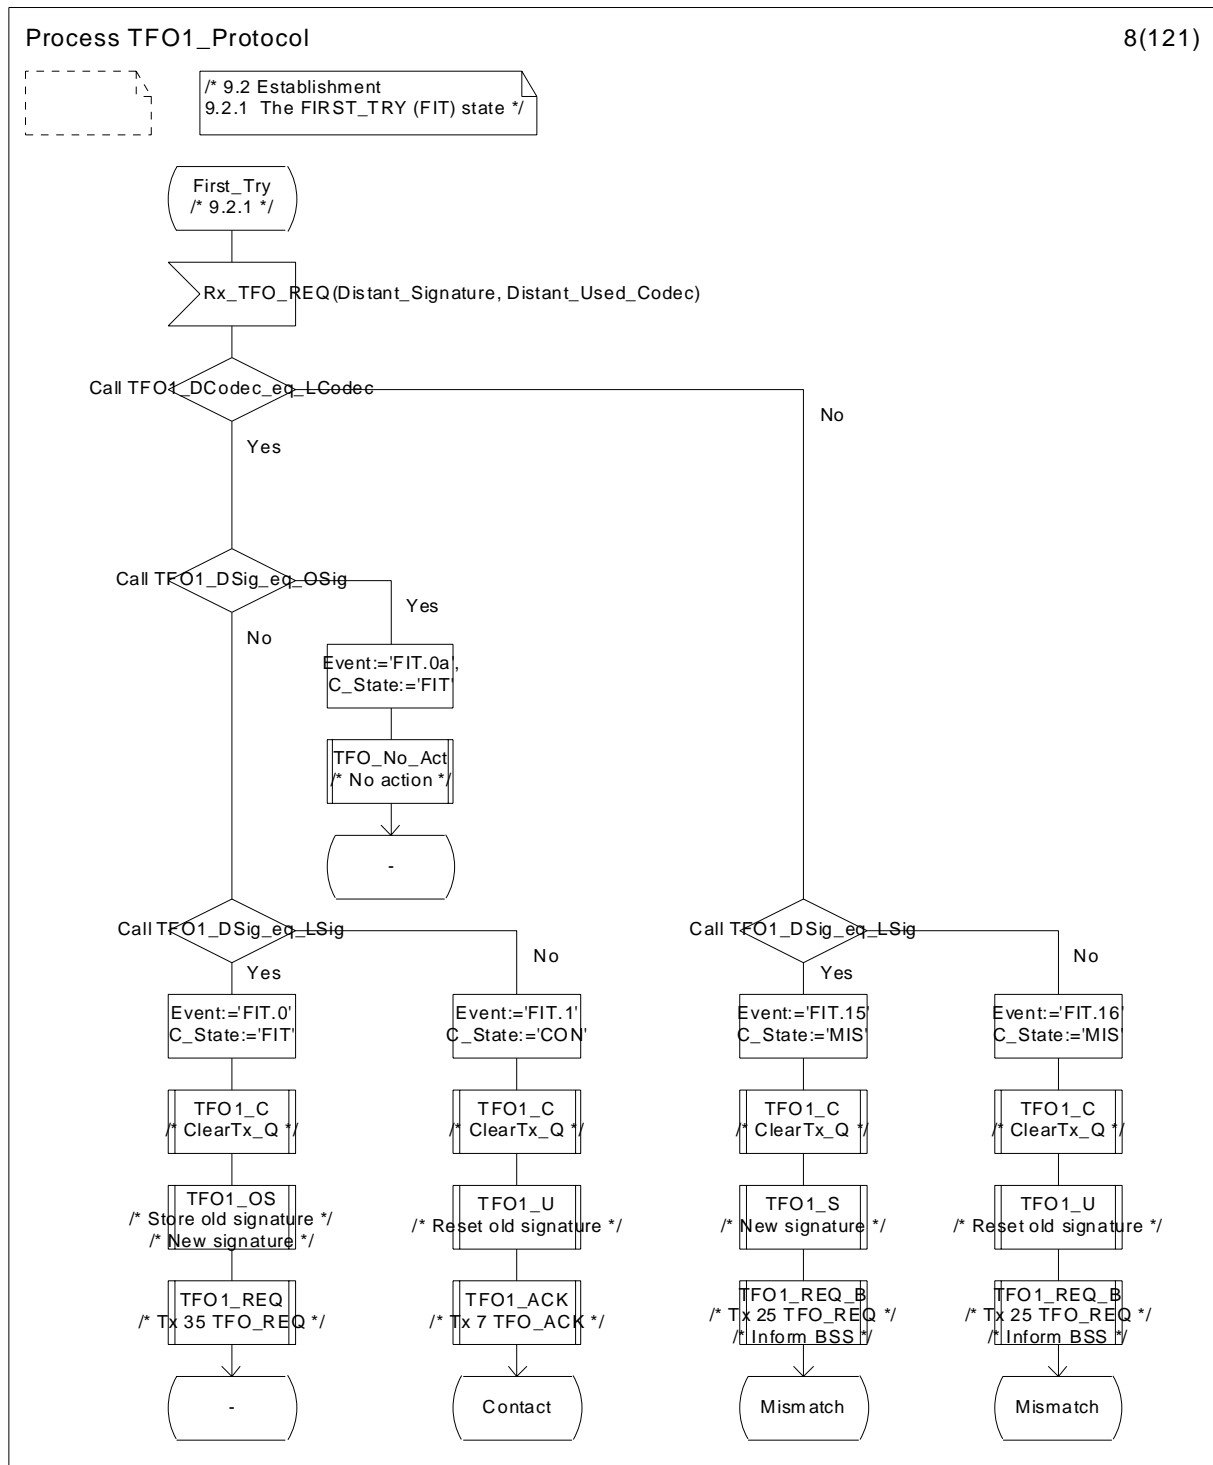 Process TFO1_Protocol
8(121)
/* 9.2 Establishment
9.2.1 The FIRST_TRY (FIT) state */
First_Try
/* 9.2.1 */
Rx_TFO_REQ(Distant_Signature, Distant_Used_Codec)
Call TFO1_DCodec_eq_LCodec
No
Yes
Call TFO1_DSig_eq_OSig
Yes
No
Event:='FIT.0a',
C_State:='FIT'
TFO_No_Act
/* No action */
-
Call TFO1_DSig_eq_LSig
No
Yes
Call TFO1_DSig_eq_LSig
No
Yes
Event:='FIT.0'
C_State:='FIT'
Event:='FIT.1'
C_State:='CON'
Event:='FIT.15'
C_State:='MIS'
Event:='FIT.16'
C_State:='MIS'
TFO1_C
/* ClearTx_Q */
TFO1_C
/* ClearTx_Q */
TFO1_C
/* ClearTx_Q */
TFO1_C
/* ClearTx_Q */
TFO1_OS
/* Store old signature */
/* New signature */
TFO1_U
/* Reset old signature */
TFO1_S
/* New signature */
TFO1_U
/* Reset old signature */
TFO1_REQ
/* Tx 35 TFO_REQ */
TFO1_ACK
/* Tx 7 TFO_ACK */
TFO1_REQ_B
/* Tx 25 TFO_REQ */
/* Inform BSS */
TFO1_REQ_B
/* Tx 25 TFO_REQ */
/* Inform BSS */
-
Contact
Mismatch
Mismatch